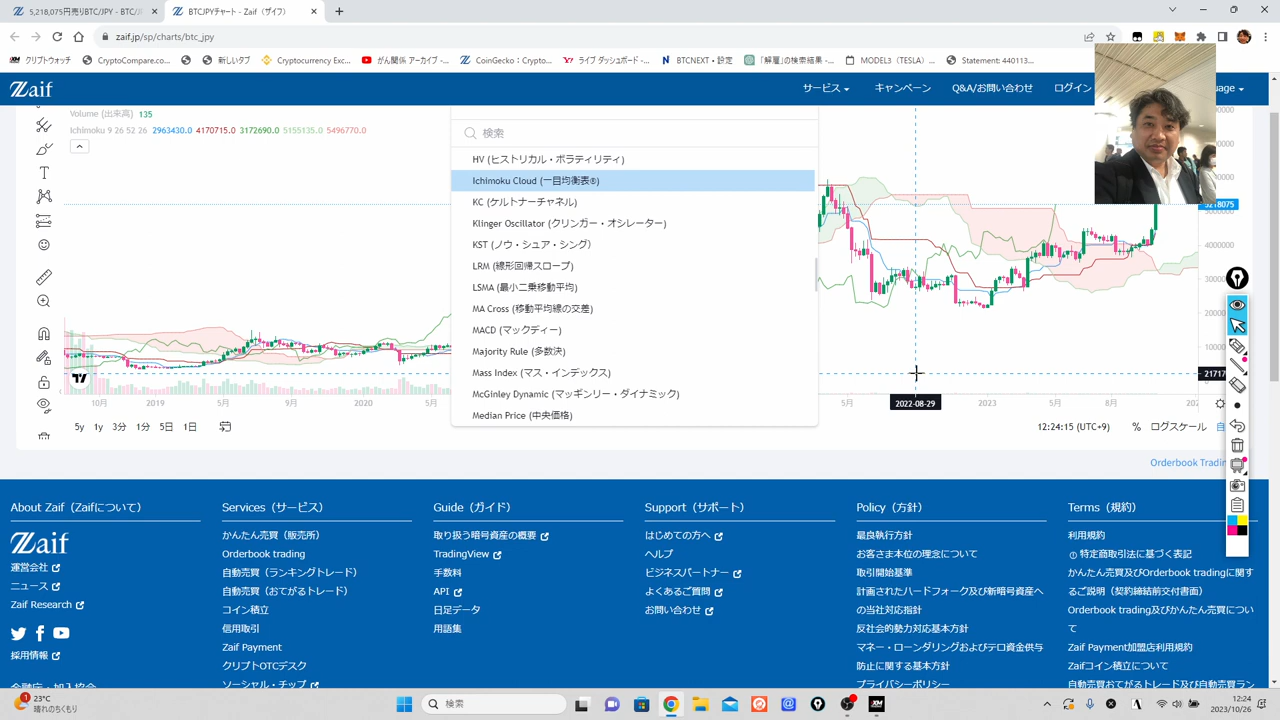 5,218,075円売りBTC/JPY - BTC/J
BTCJPYチャート - Zaif（ザイフ）
zaif.jp/sp/charts/btc_jpy
クリプトウォッチ
CryptoCompare.co...
新しいタブ
Cryptocurrency Exc...
がん関係 アーカイブ -...
CoinGecko：Crypto...
ライブ ダッシュボード -...
BTCNEXT • 設定
「解雇」の検索結果 -...
MODEL3（TESLA）...
Statement: 440113...
Zaif
サービス
キャンペーン
Q&A/お問い合わせ
ログイン
uage
Volume (出来高) 135
Ichimoku 9 26 52 26 2963430.0 4170715.0 3172690.0 5155135.0 5496770.0
検索
HV (ヒストリカル・ボラティリティ)
Ichimoku Cloud (一目均衡表®)
KC (ケルトナーチャネル)
Klinger Oscillator (クリンガー・オシレーター)
KST (ノウ・シュア・シング)
LRM (線形回帰スロープ)
LSMA (最小二乗移動平均)
MA Cross (移動平均線の交差)
MACD (マックディー)
Majority Rule (多数決)
Mass Index (マス・インデックス)
McGinley Dynamic (マッギンリー・ダイナミック)
Median Price (中央価格)
5218075
4000000
3000000
10月 2019 5月 9月 2020 5月
5月 2022-08-29 2023 5月 8月
5y 1y 3分 1分 5日 1日
12:24:15 (UTC+9) % ログスケール
Orderbook Tradin
About Zaif（Zaifについて）
Zaif
運営会社
ニュース
Zaif Research
採用情報
Services（サービス）
かんたん売買（販売所）
Orderbook trading
自動売買（ランキングトレード）
自動売買（おてがるトレード）
コイン積立
信用取引
Zaif Payment
クリプトOTCデスク
ソーシャル・チップ
Guide（ガイド）
取り扱う暗号資産の概要
TradingView
手数料
API
日足データ
用語集
Support（サポート）
はじめての方へ
ヘルプ
ビジネスパートナー
よくあるご質問
お問い合わせ
Policy（方針）
最良執行方針
お客さま本位の理念について
取引開始基準
計画されたハードフォーク及び新暗号資産へ
の当社対応指針
反社会的勢力対応基本方針
マネー・ローンダリングおよびテロ資金供与
防止に関する基本方針
プライバシーポリシー
Terms（規約）
利用規約
特定商取引法に基づく表記
かんたん売買及びOrderbook tradingに関す
るご説明（契約締結前交付書面）
Orderbook trading及びかんたん売買につい
て
Zaif Payment加盟店利用規約
Zaifコイン積立について
自動売買おてがるトレード及び自動売買ラン
23°C
晴れのちくもり
検索
12:24
2023/10/26